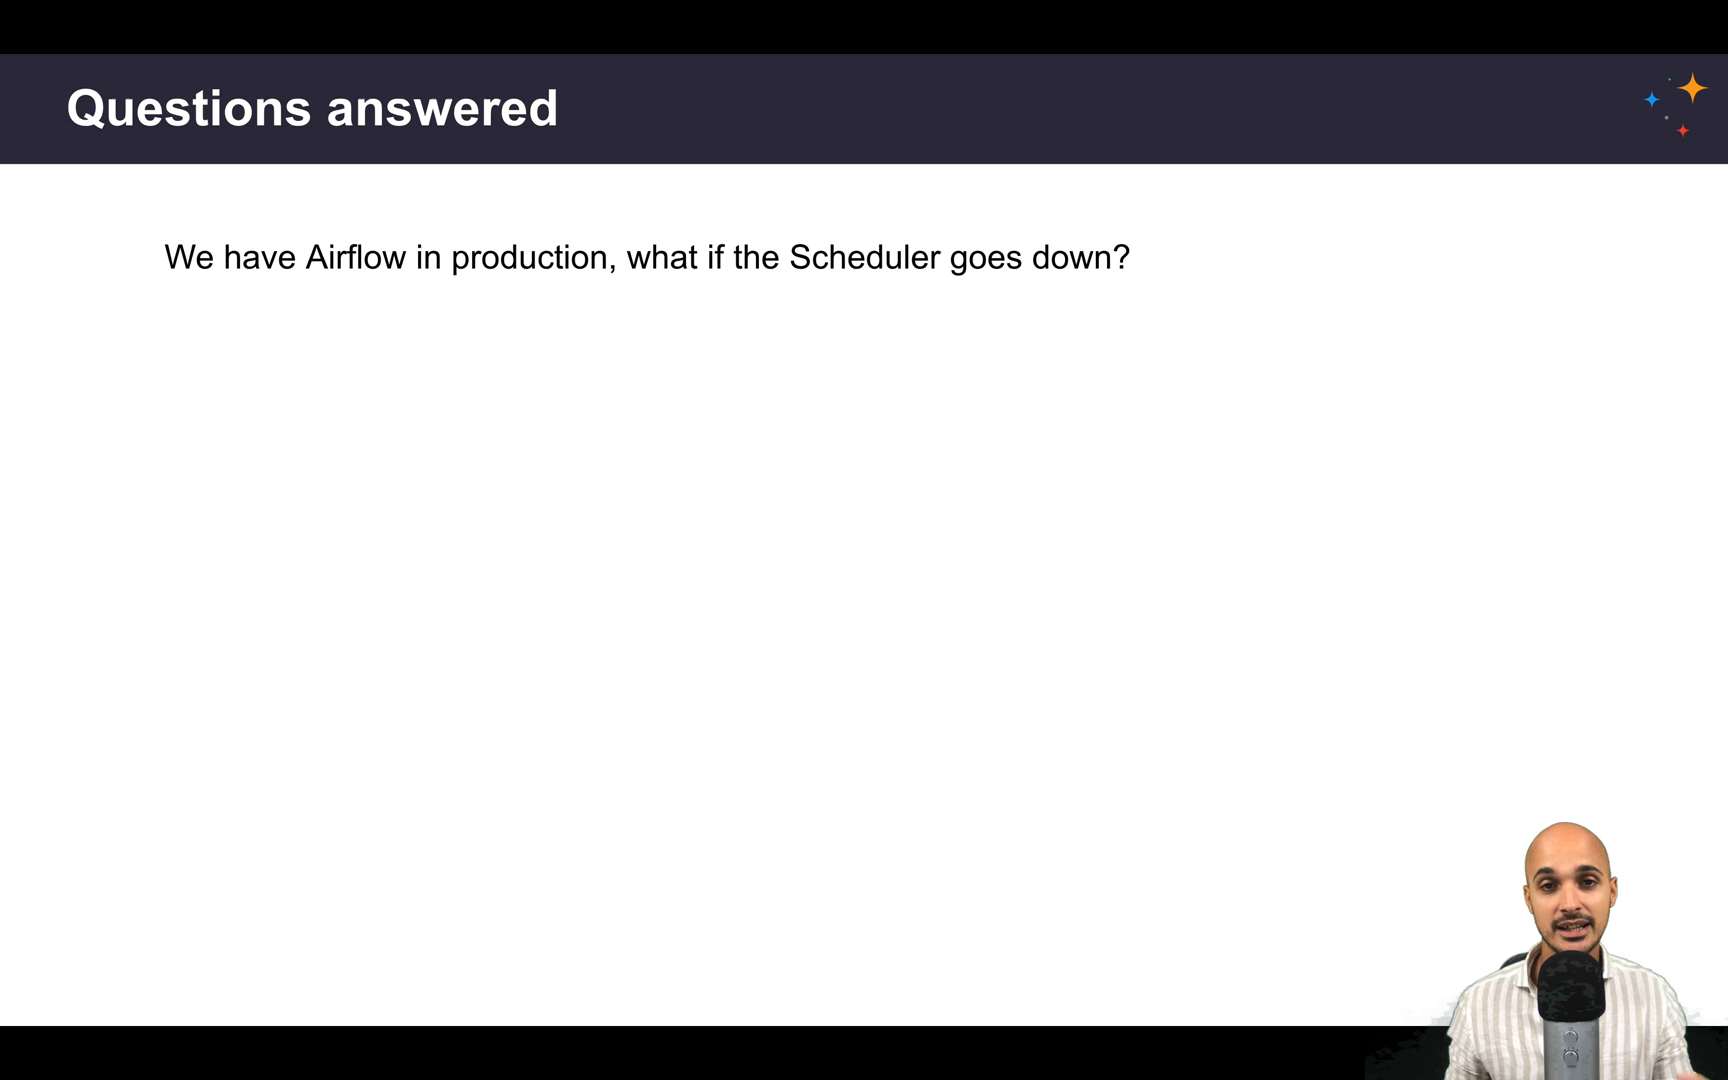 Questions answered
We have Airflow in production, what if the Scheduler goes down?